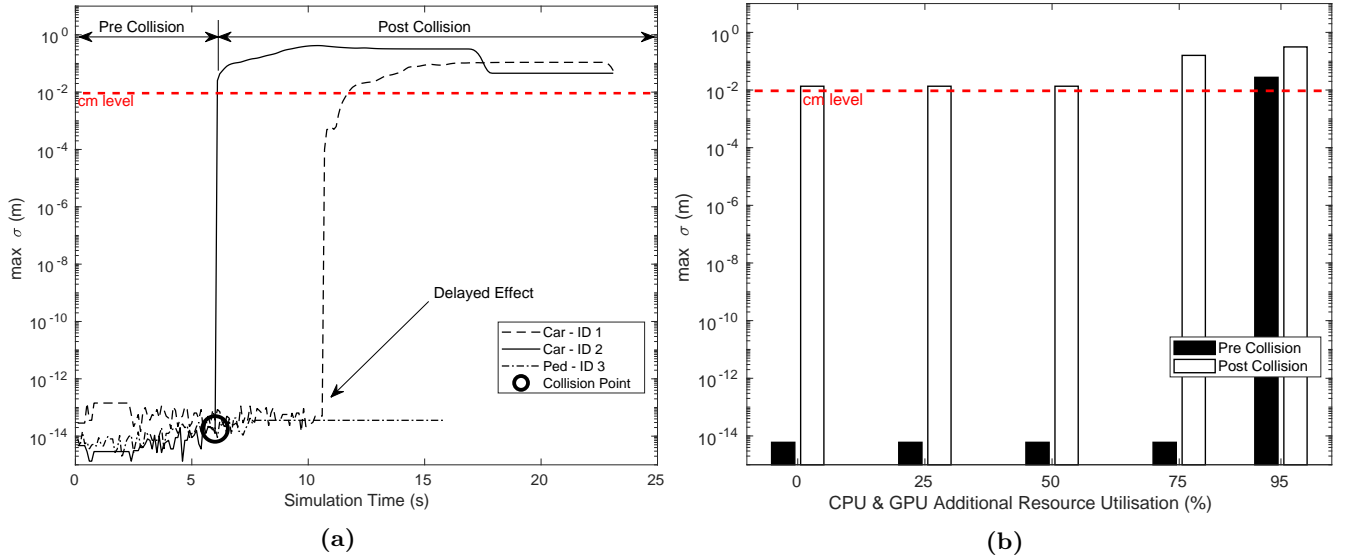 Pre Collision
Post Collision
10^0
10^-2
cm level
10^-4
10^-6
10^-8
10^-10
10^-12
10^-14
max σ (m)
Delayed Effect
Car - ID 1
Car - ID 2
Ped - ID 3
Collision Point
0 5 10 15 20 25
Simulation Time (s)
(a)
10^0
10^-2
cm level
10^-4
10^-6
10^-8
10^-10
10^-12
10^-14
max σ (m)
Pre Collision
Post Collision
0 25 50 75 95
CPU & GPU Additional Resource Utilisation (%)
(b)